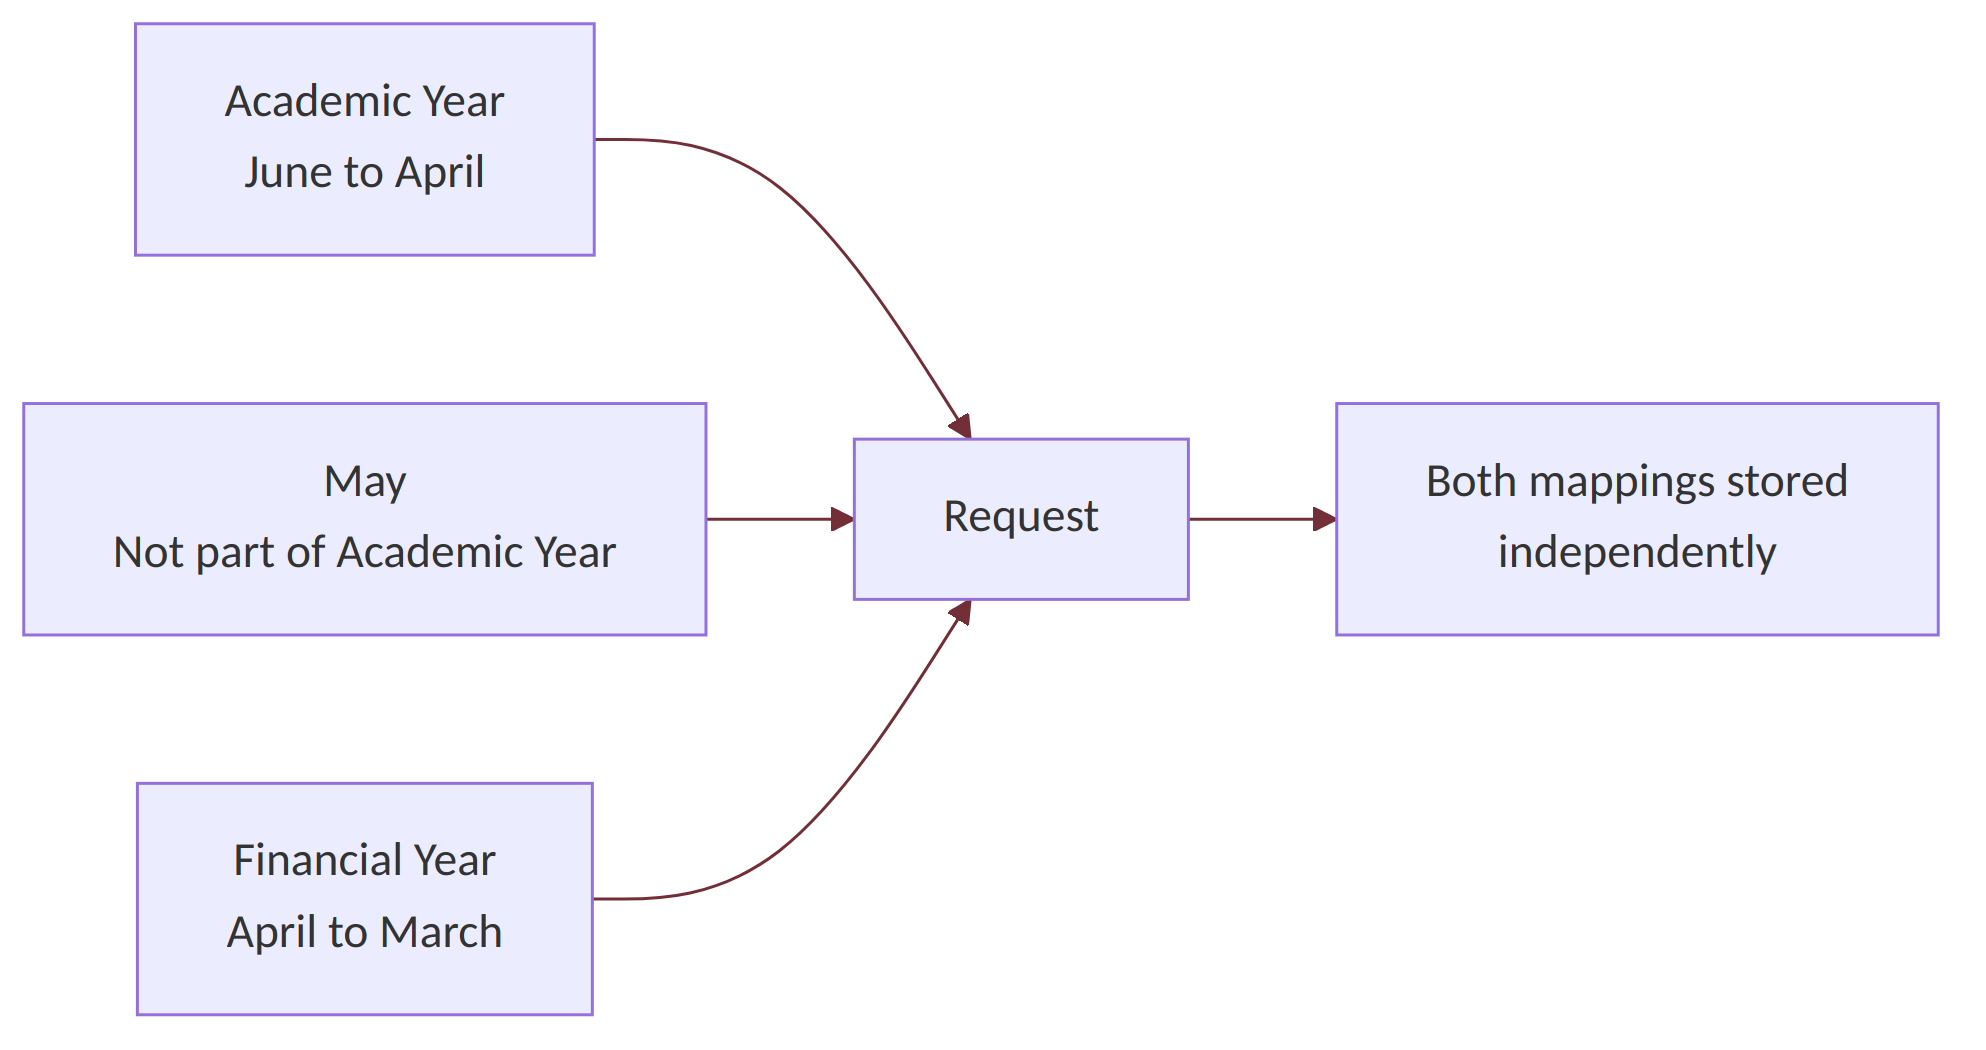 Academic Year
June to April
May
Not part of Academic Year
Request
Both mappings stored
independently
Financial Year
April to March